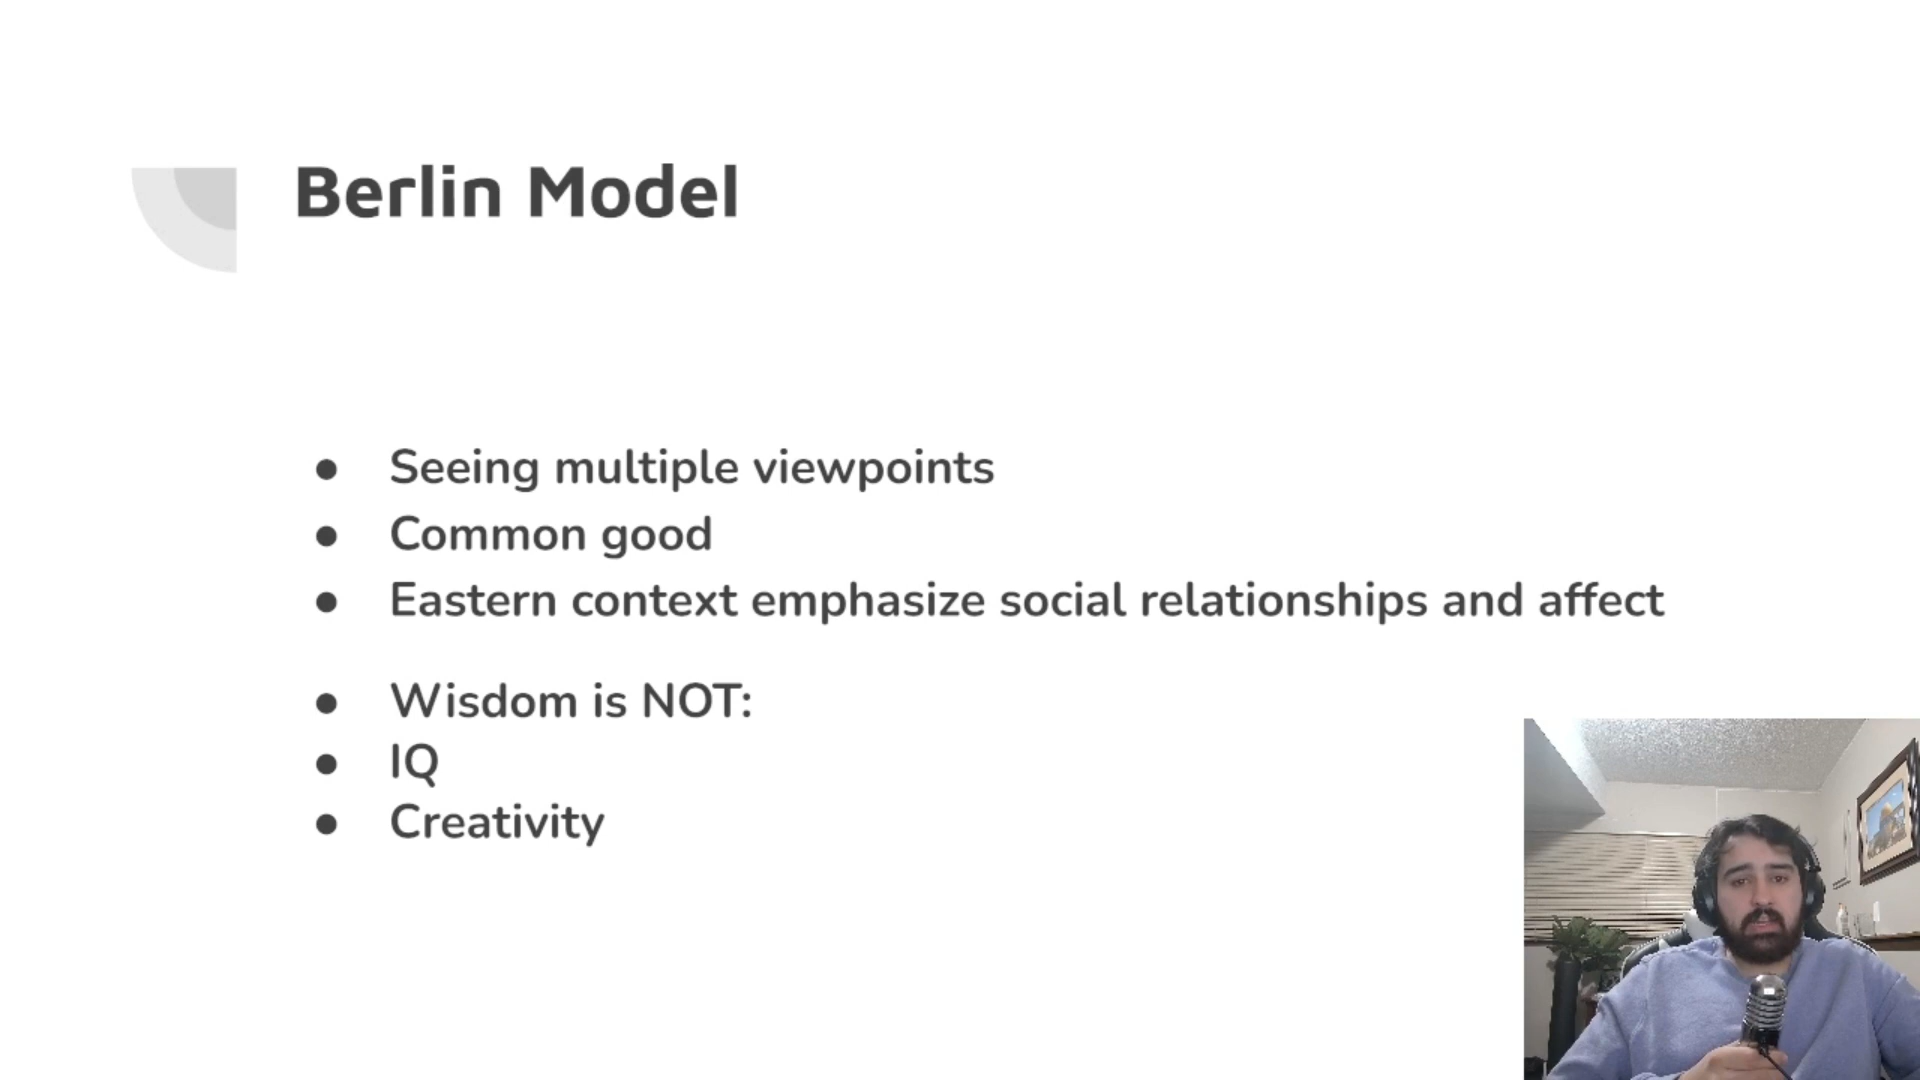 Berlin Model
● Seeing multiple viewpoints
● Common good
● Eastern context emphasize social relationships and affect
● Wisdom is NOT:
● IQ
● Creativity